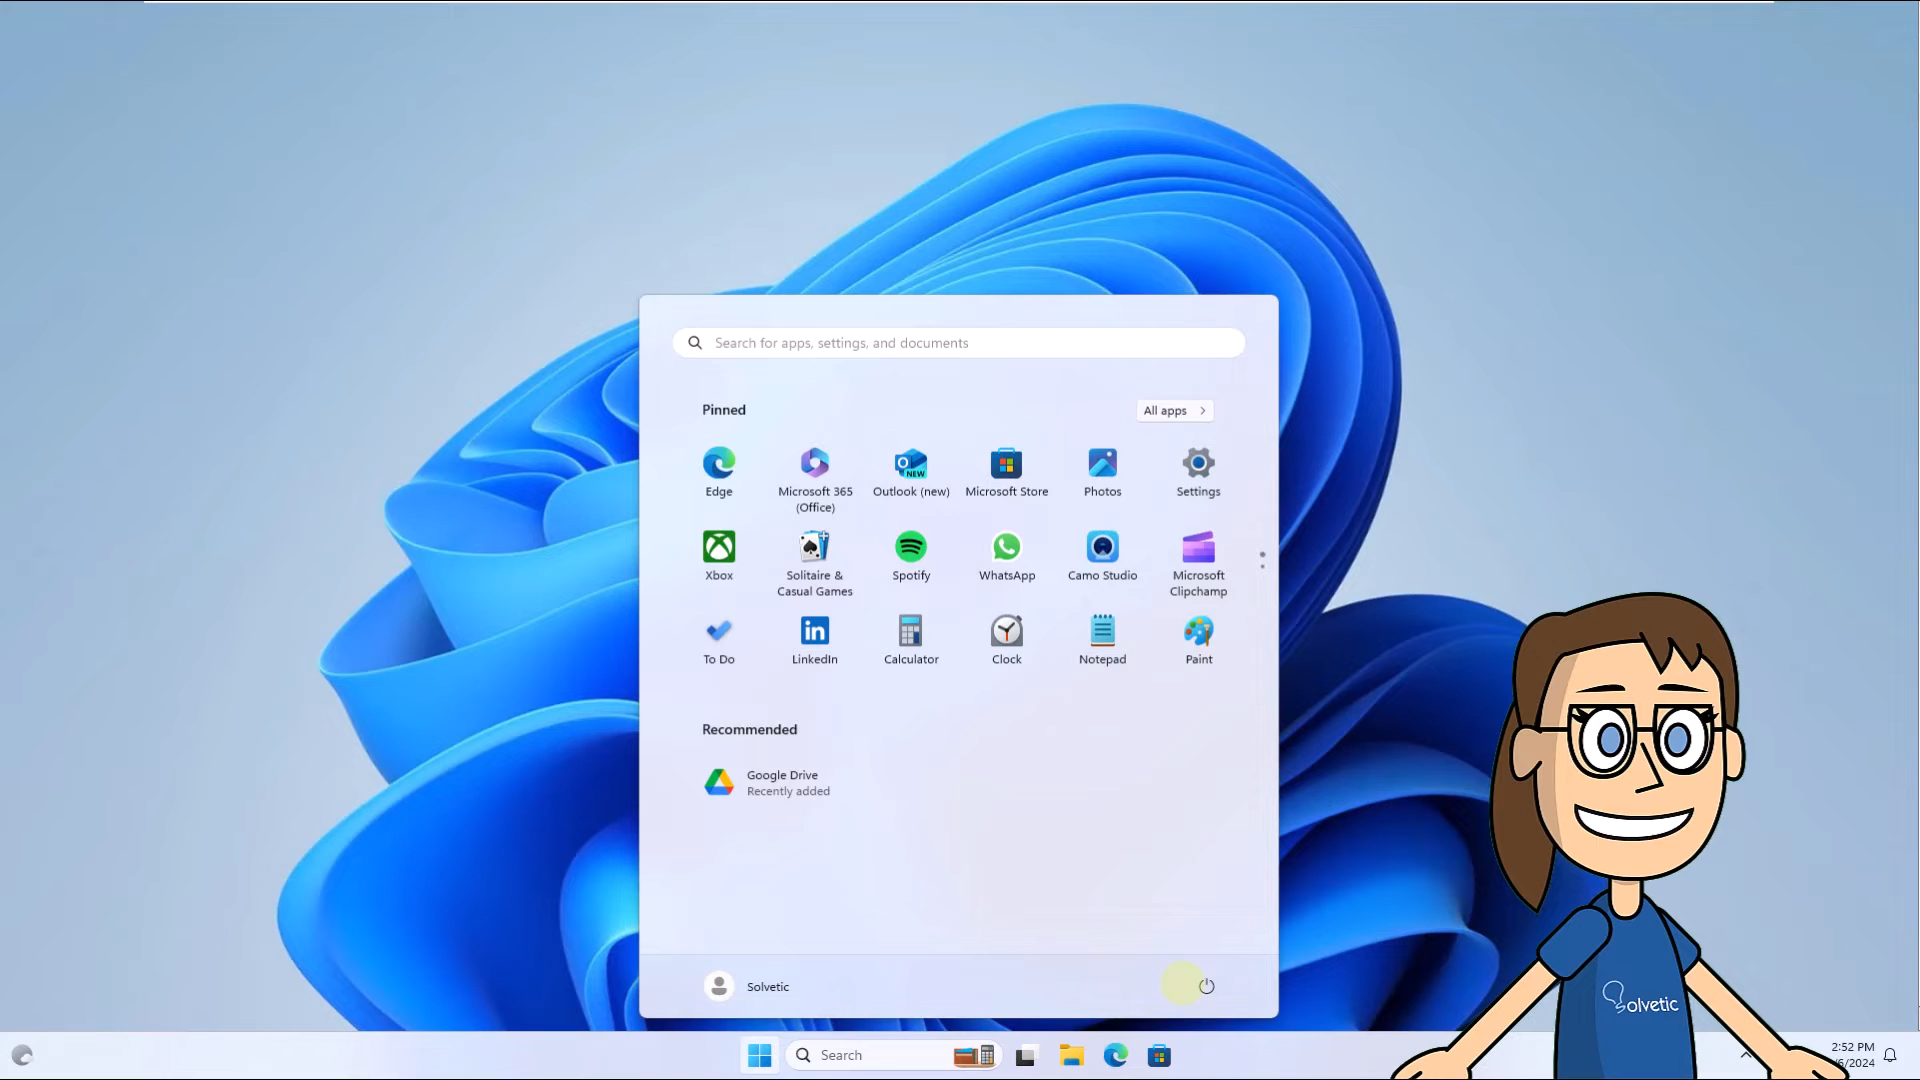 Search for apps, settings, and documents
Pinned
All apps
Edge
Microsoft 365
(Office)
Outlook (new)
Microsoft Store
Photos
Settings
Xbox
Solitaire &
Casual Games
Spotify
WhatsApp
Camo Studio
Microsoft
Clipchamp
To Do
LinkedIn
Calculator
Clock
Notepad
Paint
Recommended
Google Drive
Recently added
Solvetic
Solvetic
Search
2:52 PM
/6/2024